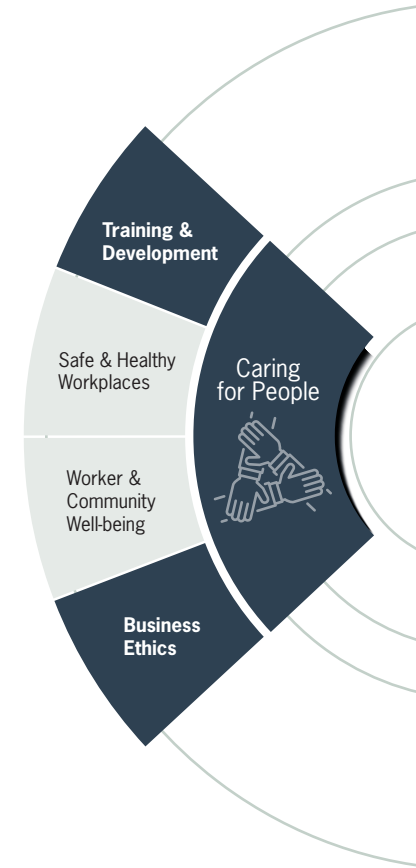 Training &
Development
Safe & Healthy
Workplaces
Caring
for People
Worker &
Community
Well-being
Business
Ethics